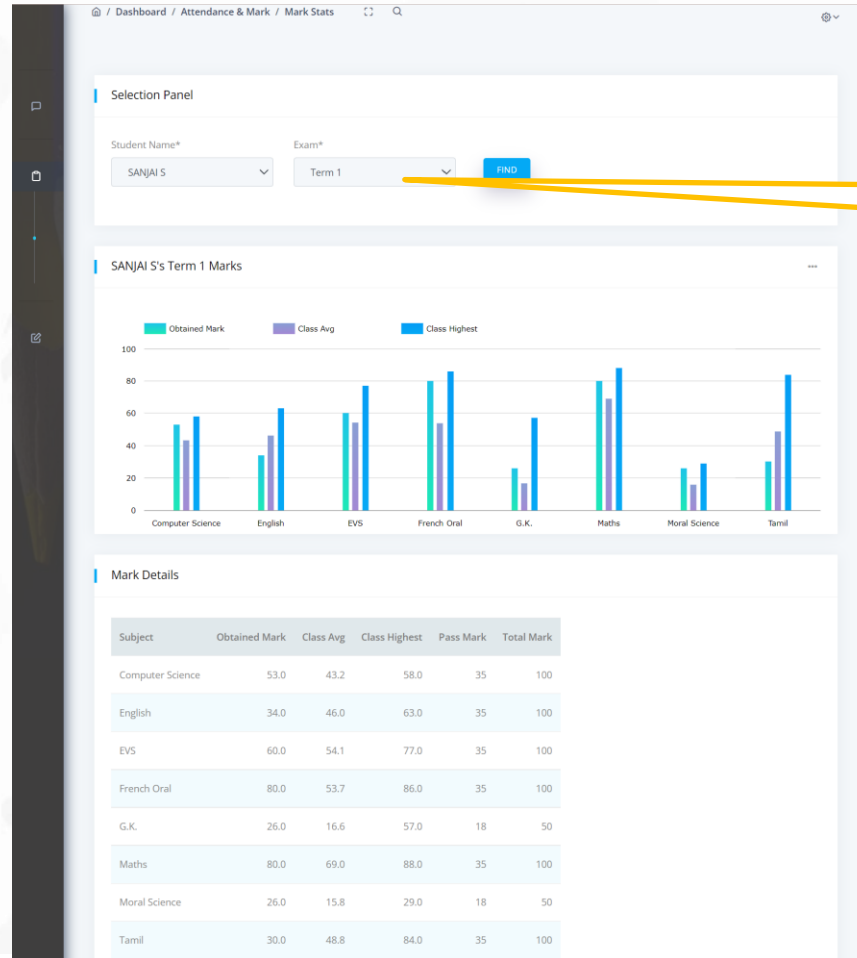 / Dashboard / Attendance & Mark / Mark Stats
Selection Panel
Student Name* Exam*
SANJAI S Term 1 FIND
SANJAI S's Term 1 Marks
Obtained Mark Class Avg Class Highest
100
80
60
40
20
0
Computer Science English EVS French Oral G.K. Maths Moral Science Tamil
Mark Details
Subject Obtained Mark Class Avg Class Highest Pass Mark Total Mark
Computer Science 53.0 43.2 58.0 35 100
English 34.0 46.0 63.0 35 100
EVS 60.0 54.1 77.0 35 100
French Oral 80.0 53.7 86.0 35 100
G.K. 26.0 16.6 57.0 18 50
Maths 80.0 69.0 88.0 35 100
Moral Science 26.0 15.8 29.0 18 50
Tamil 30.0 48.8 84.0 35 100